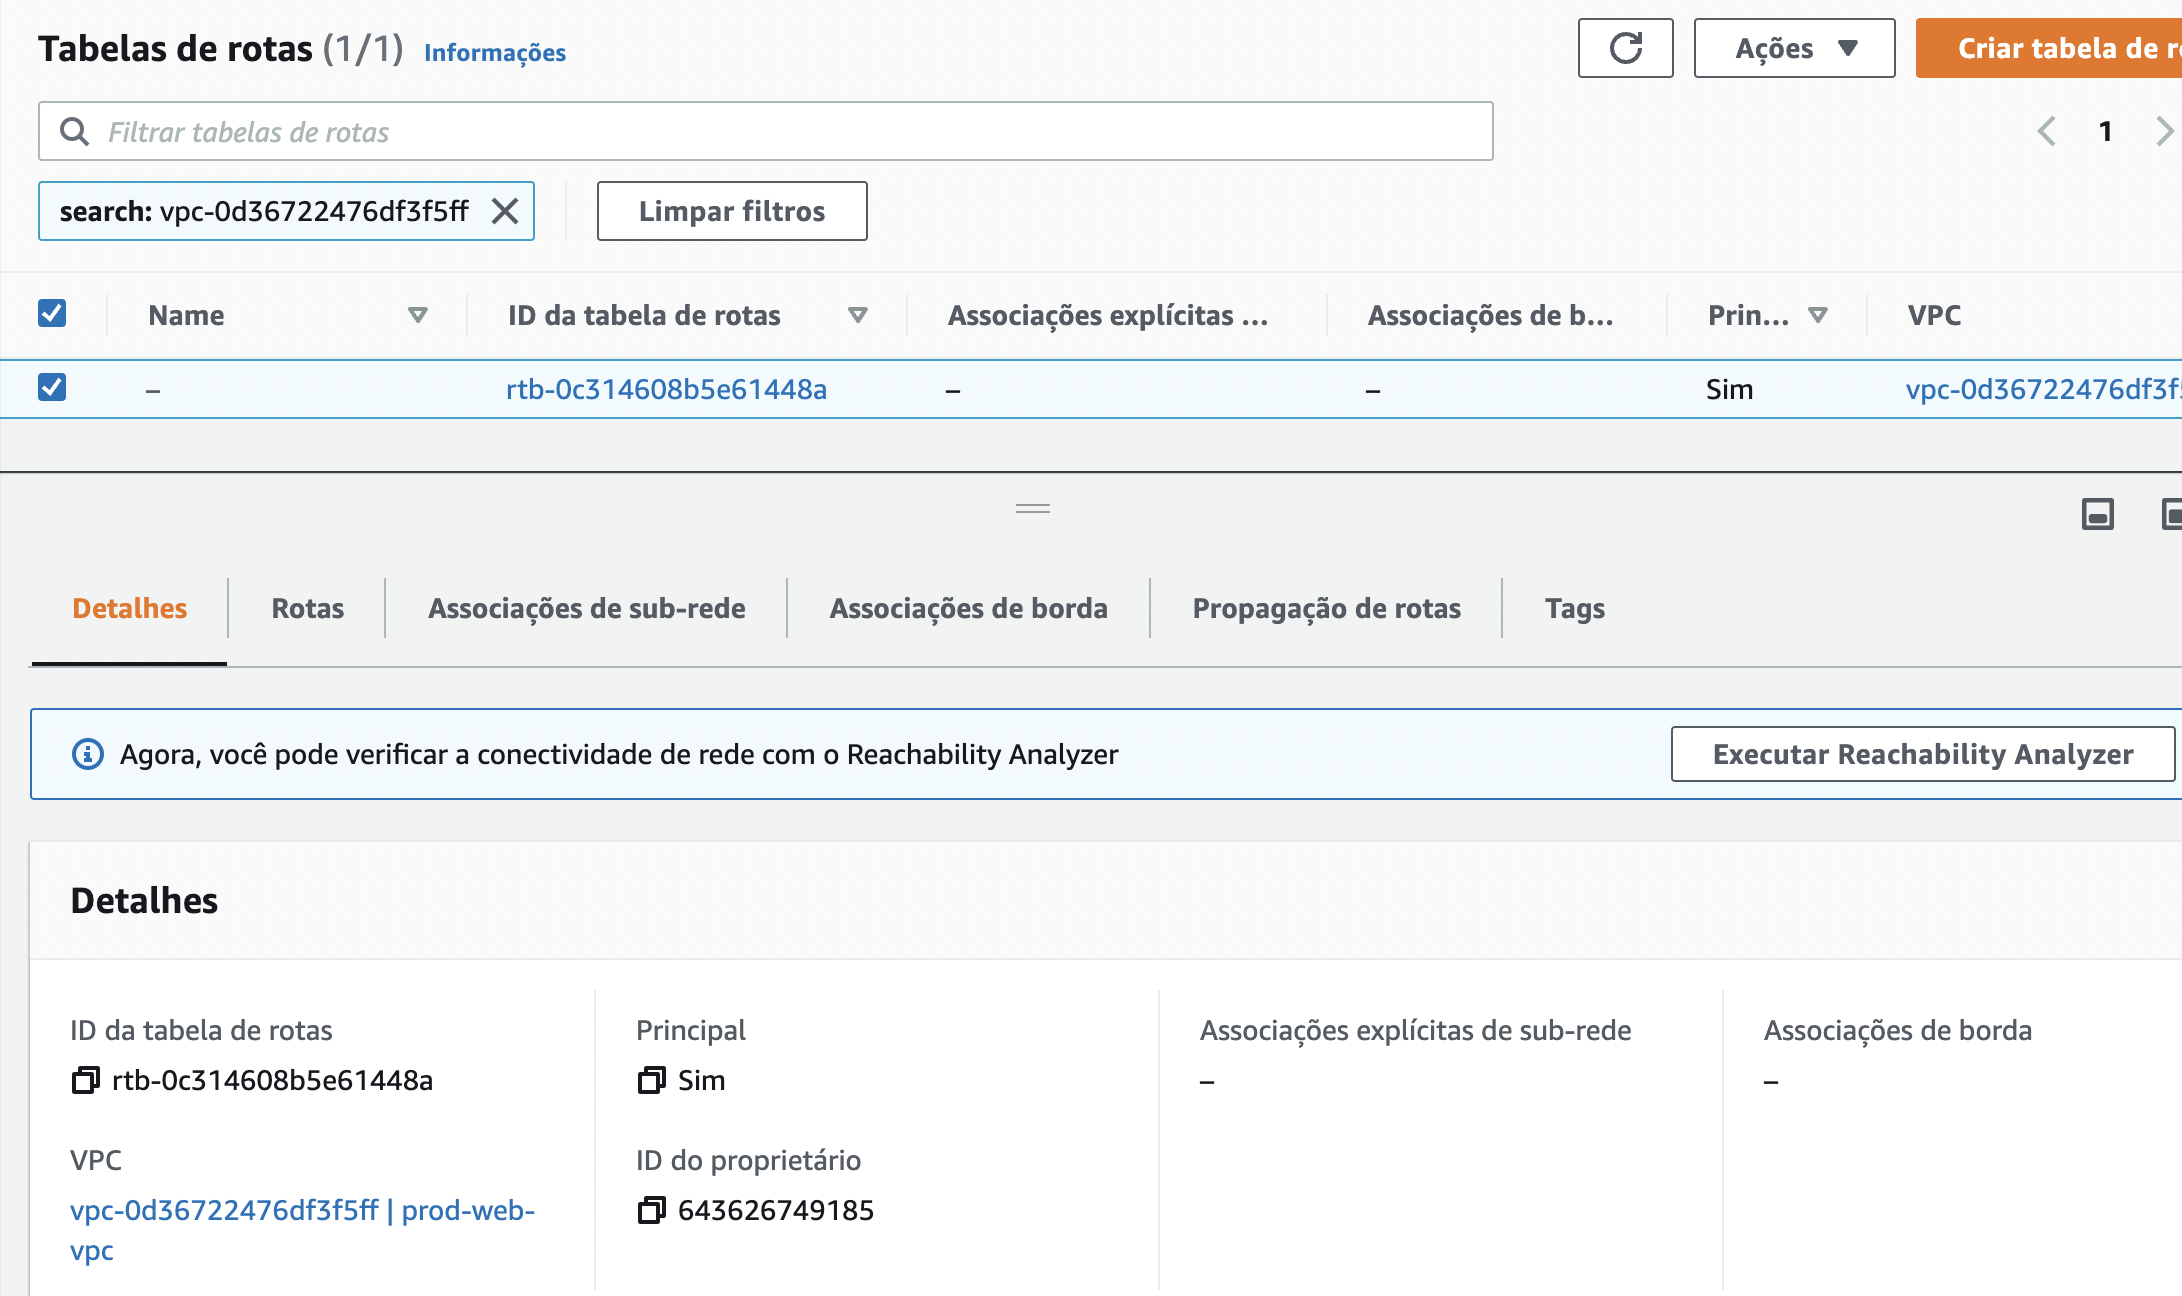 Tabelas de rotas (1/1) Informações
Ações
Criar tabela de
Filtrar tabelas de rotas
1
search: vpc-0d36722476df3f5ff
Limpar filtros
Name ID da tabela de rotas Associações explícitas ... Associações de b... Prin... VPC
– rtb-0c314608b5e61448a – – Sim vpc-0d36722476df3f
Detalhes Rotas Associações de sub-rede Associações de borda Propagação de rotas Tags
Agora, você pode verificar a conectividade de rede com o Reachability Analyzer
Executar Reachability Analyzer
Detalhes
ID da tabela de rotas
rtb-0c314608b5e61448a
Principal
Sim
Associações explícitas de sub-rede
–
Associações de borda
–
VPC
vpc-0d36722476df3f5ff | prod-web-
vpc
ID do proprietário
643626749185